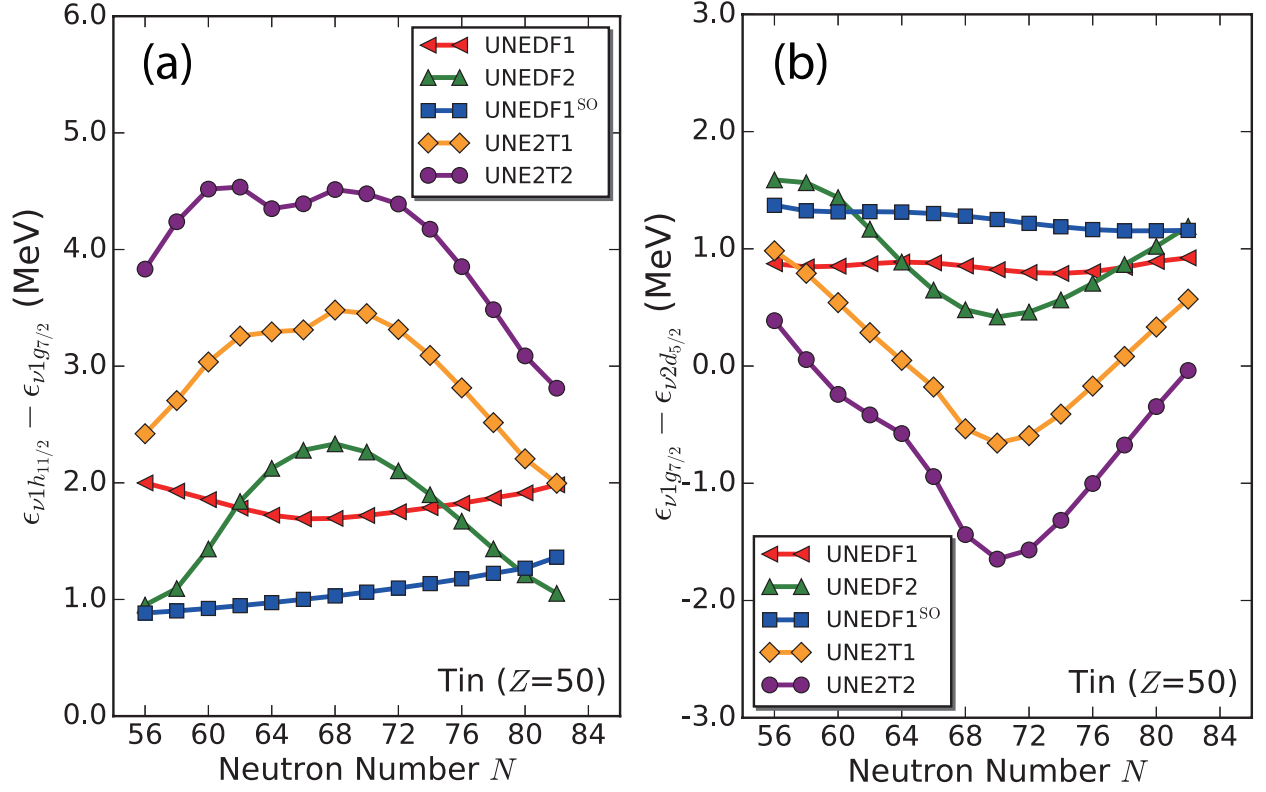 (a)
UNEDF1
UNEDF2
UNEDF1^SO
UNE2T1
UNE2T2
6.0
5.0
4.0
3.0
2.0
1.0
0.0
ϵ_ν1h11/2 − ϵ_ν1g7/2 (MeV)
Tin (Z=50)
56 60 64 68 72 76 80 84
Neutron Number N
(b)
3.0
2.0
1.0
0.0
-1.0
-2.0
-3.0
ϵ_ν1g7/2 − ϵ_ν2d5/2 (MeV)
UNEDF1
UNEDF2
UNEDF1^SO
UNE2T1
UNE2T2
Tin (Z=50)
56 60 64 68 72 76 80 84
Neutron Number N